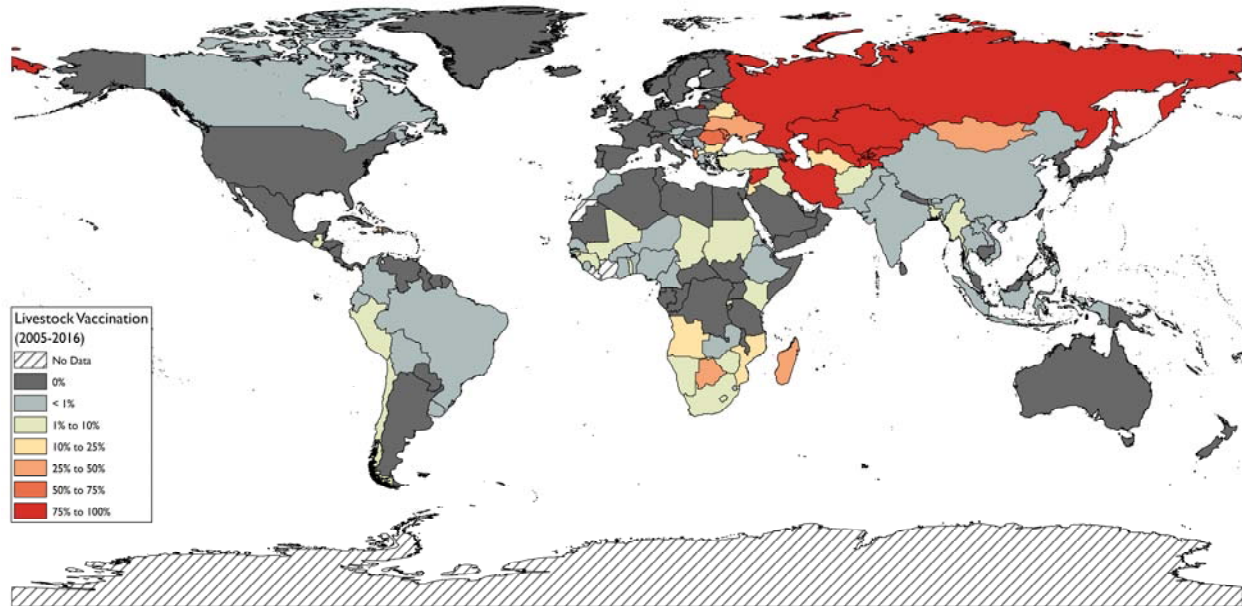 Livestock Vaccination
(2005-2016)
No Data
0%
< 1%
1% to 10%
10% to 25%
25% to 50%
50% to 75%
75% to 100%